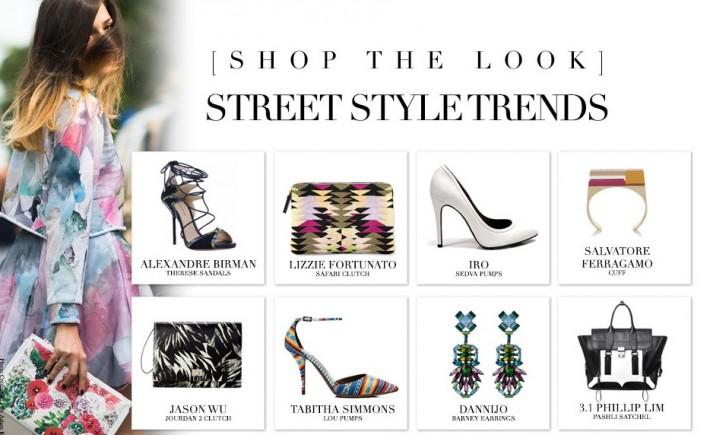 [ SHOP THE LOOK ]
STREET STYLE TRENDS
ALEXANDRE BIRMAN
THERESE SANDALS
LIZZIE FORTUNATO
SAFARI CLUTCH
IRO
SEDVA PUMPS
SALVATORE
FERRAGAMO
CUFF
JASON WU
JOURDAN 2 CLUTCH
TABITHA SIMMONS
LOU PUMPS
DANNIJO
BARNEY EARRINGS
3.1 PHILLIP LIM
PASHLI SATCHEL